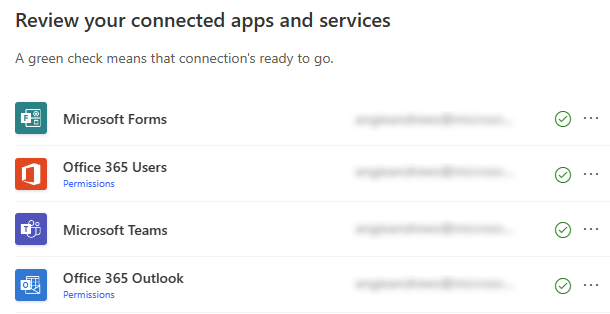 Review your connected apps and services
A green check means that connection's ready to go.
Microsoft Forms
Office 365 Users
Permissions
Microsoft Teams
Office 365 Outlook
Permissions